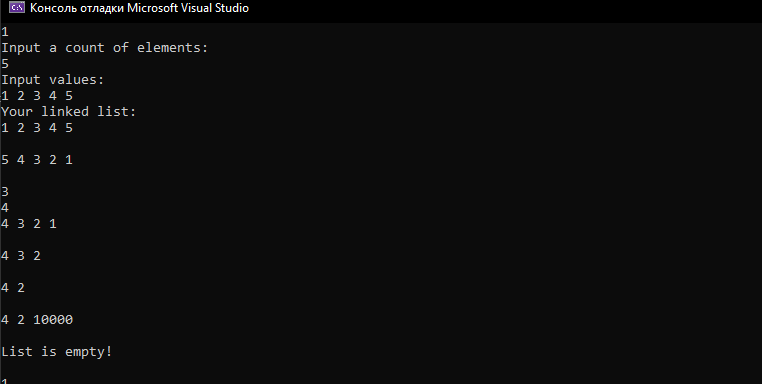 Консоль отладки Microsoft Visual Studio
1
Input a count of elements:
5
Input values:
1 2 3 4 5
Your linked list:
1 2 3 4 5
5 4 3 2 1
3
4
4 3 2 1
4 3 2
4 2
4 2 10000
List is empty!
1